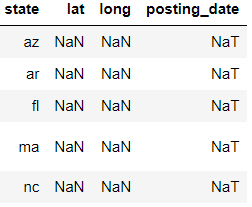 state lat long posting_date
az NaN NaN NaT
ar NaN NaN NaT
fl NaN NaN NaT
ma NaN NaN NaT
nc NaN NaN NaT